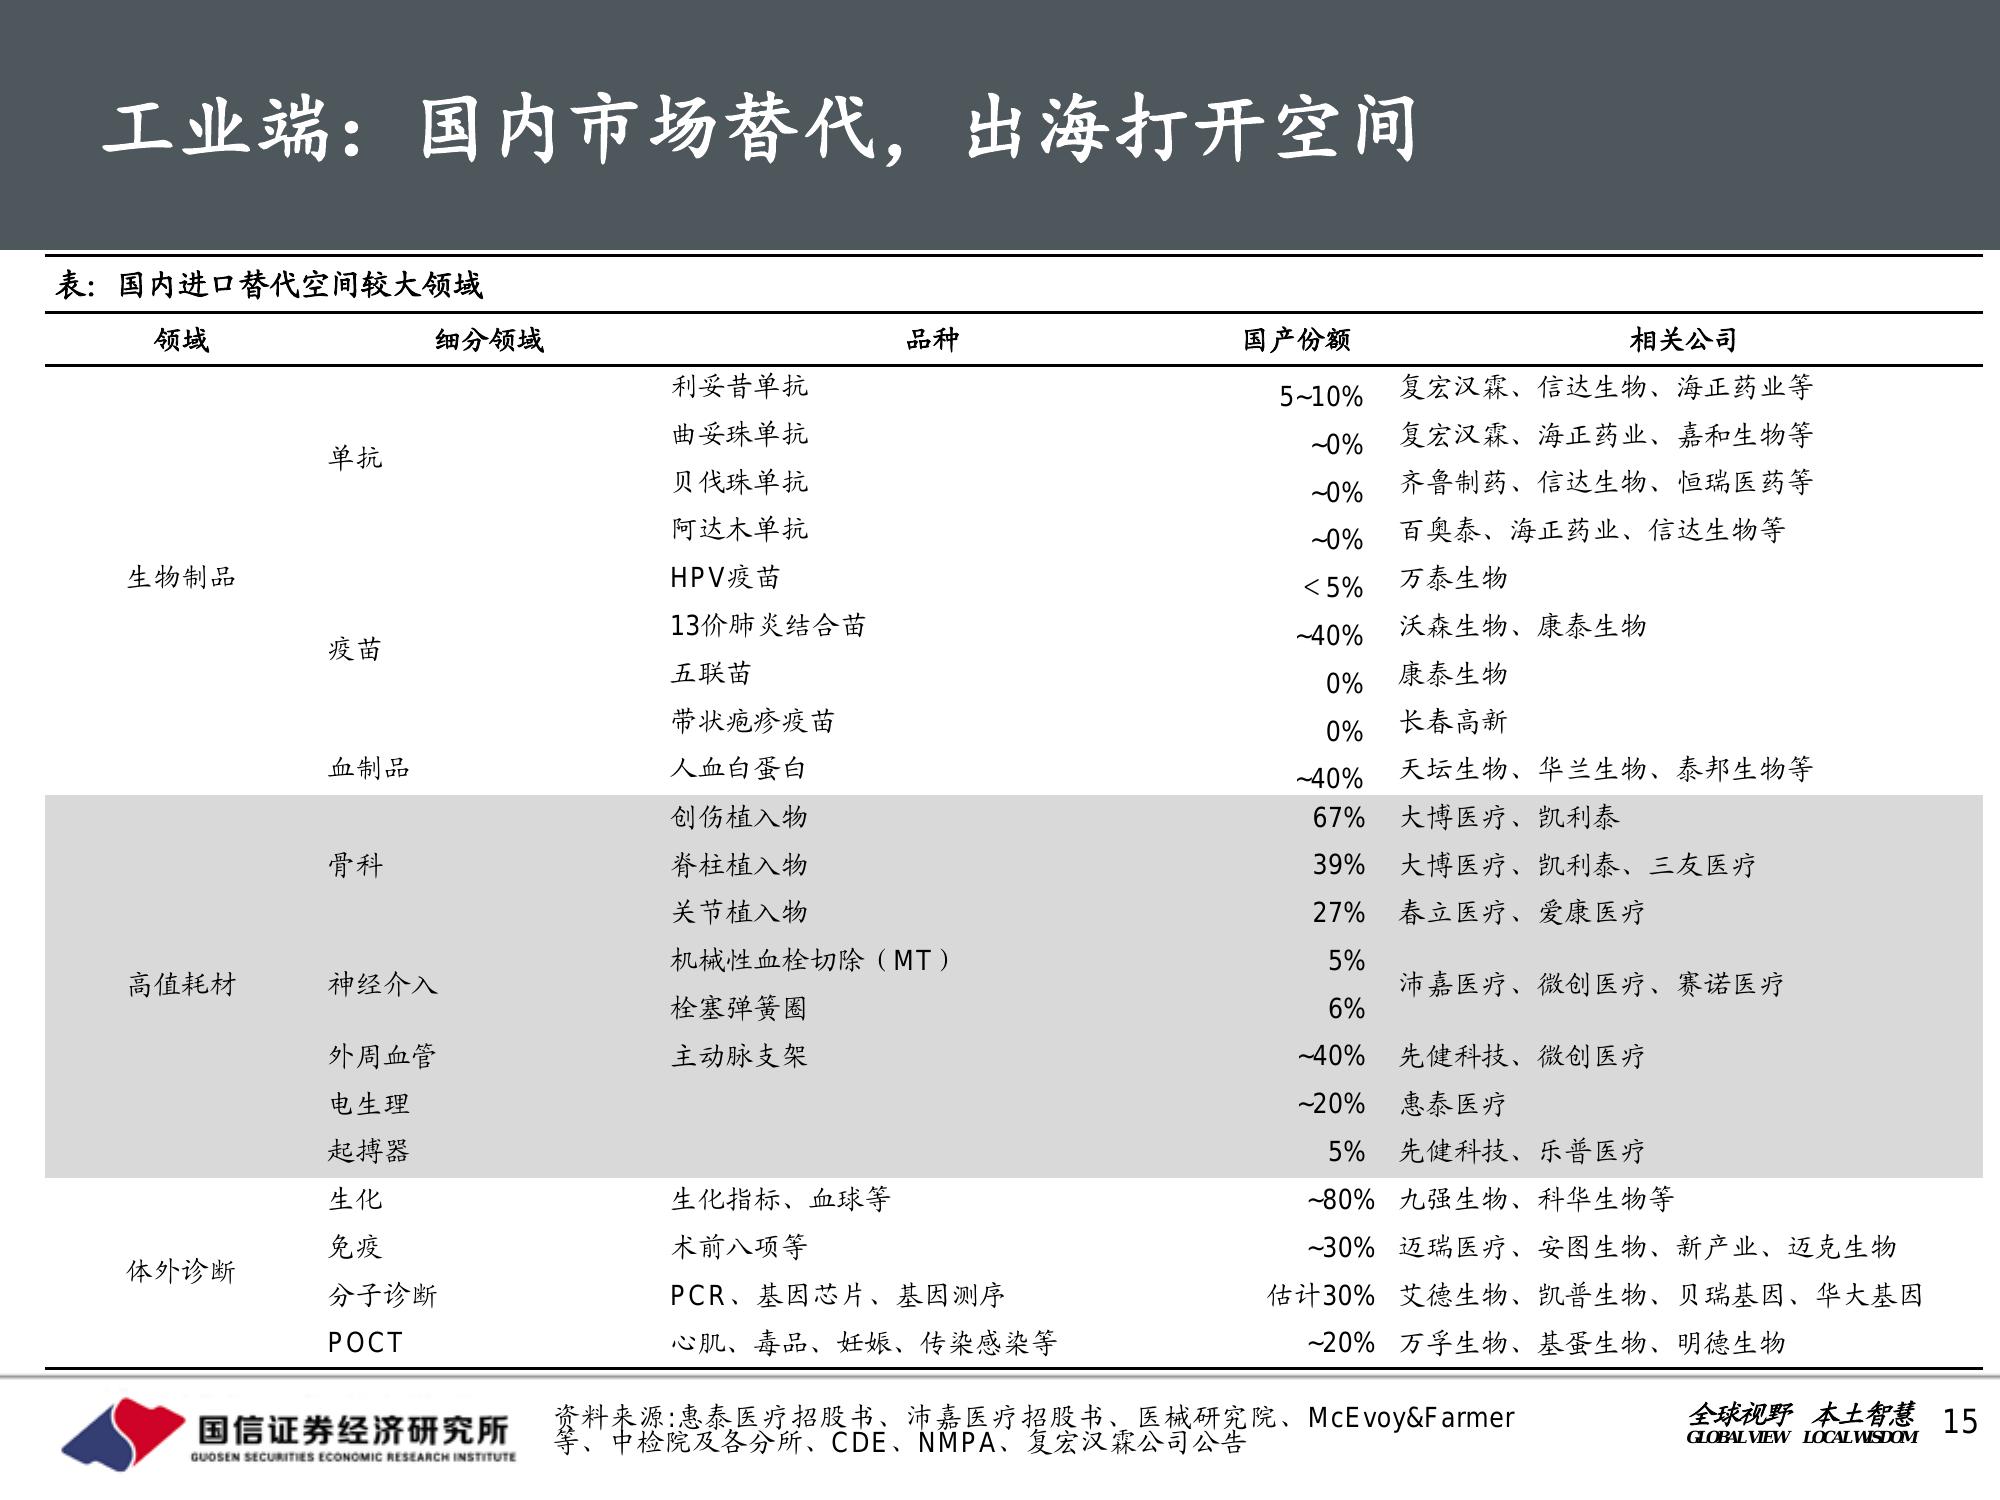 工业端：国内市场替代，出海打开空间
表：国内进口替代空间较大领域
领域 细分领域 品种 国产份额 相关公司
生物制品 单抗 利妥昔单抗 5~10% 复宏汉霖、信达生物、海正药业等
曲妥珠单抗 ~0% 复宏汉霖、海正药业、嘉和生物等
贝伐珠单抗 ~0% 齐鲁制药、信达生物、恒瑞医药等
阿达木单抗 ~0% 百奥泰、海正药业、信达生物等
疫苗 HPV疫苗 ＜5% 万泰生物
13价肺炎结合苗 ~40% 沃森生物、康泰生物
五联苗 0% 康泰生物
带状疱疹疫苗 0% 长春高新
血制品 人血白蛋白 ~40% 天坛生物、华兰生物、泰邦生物等
高值耗材 骨科 创伤植入物 67% 大博医疗、凯利泰
脊柱植入物 39% 大博医疗、凯利泰、三友医疗
关节植入物 27% 春立医疗、爱康医疗
神经介入 机械性血栓切除（MT） 5% 沛嘉医疗、微创医疗、赛诺医疗
栓塞弹簧圈 6%
外周血管 主动脉支架 ~40% 先健科技、微创医疗
电生理 ~20% 惠泰医疗
起搏器 5% 先健科技、乐普医疗
体外诊断 生化 生化指标、血球等 ~80% 九强生物、科华生物等
免疫 术前八项等 ~30% 迈瑞医疗、安图生物、新产业、迈克生物
分子诊断 PCR、基因芯片、基因测序 估计30% 艾德生物、凯普生物、贝瑞基因、华大基因
POCT 心肌、毒品、妊娠、传染感染等 ~20% 万孚生物、基蛋生物、明德生物
国信证券经济研究所
GUOSEN SECURITIES ECONOMIC RESEARCH INSTITUTE
资料来源:惠泰医疗招股书、沛嘉医疗招股书、医械研究院、McEvoy&Farmer
等、中检院及各分所、CDE、NMPA、复宏汉霖公司公告
全球视野 本土智慧
GLOBAL VIEW LOCAL WISDOM
15